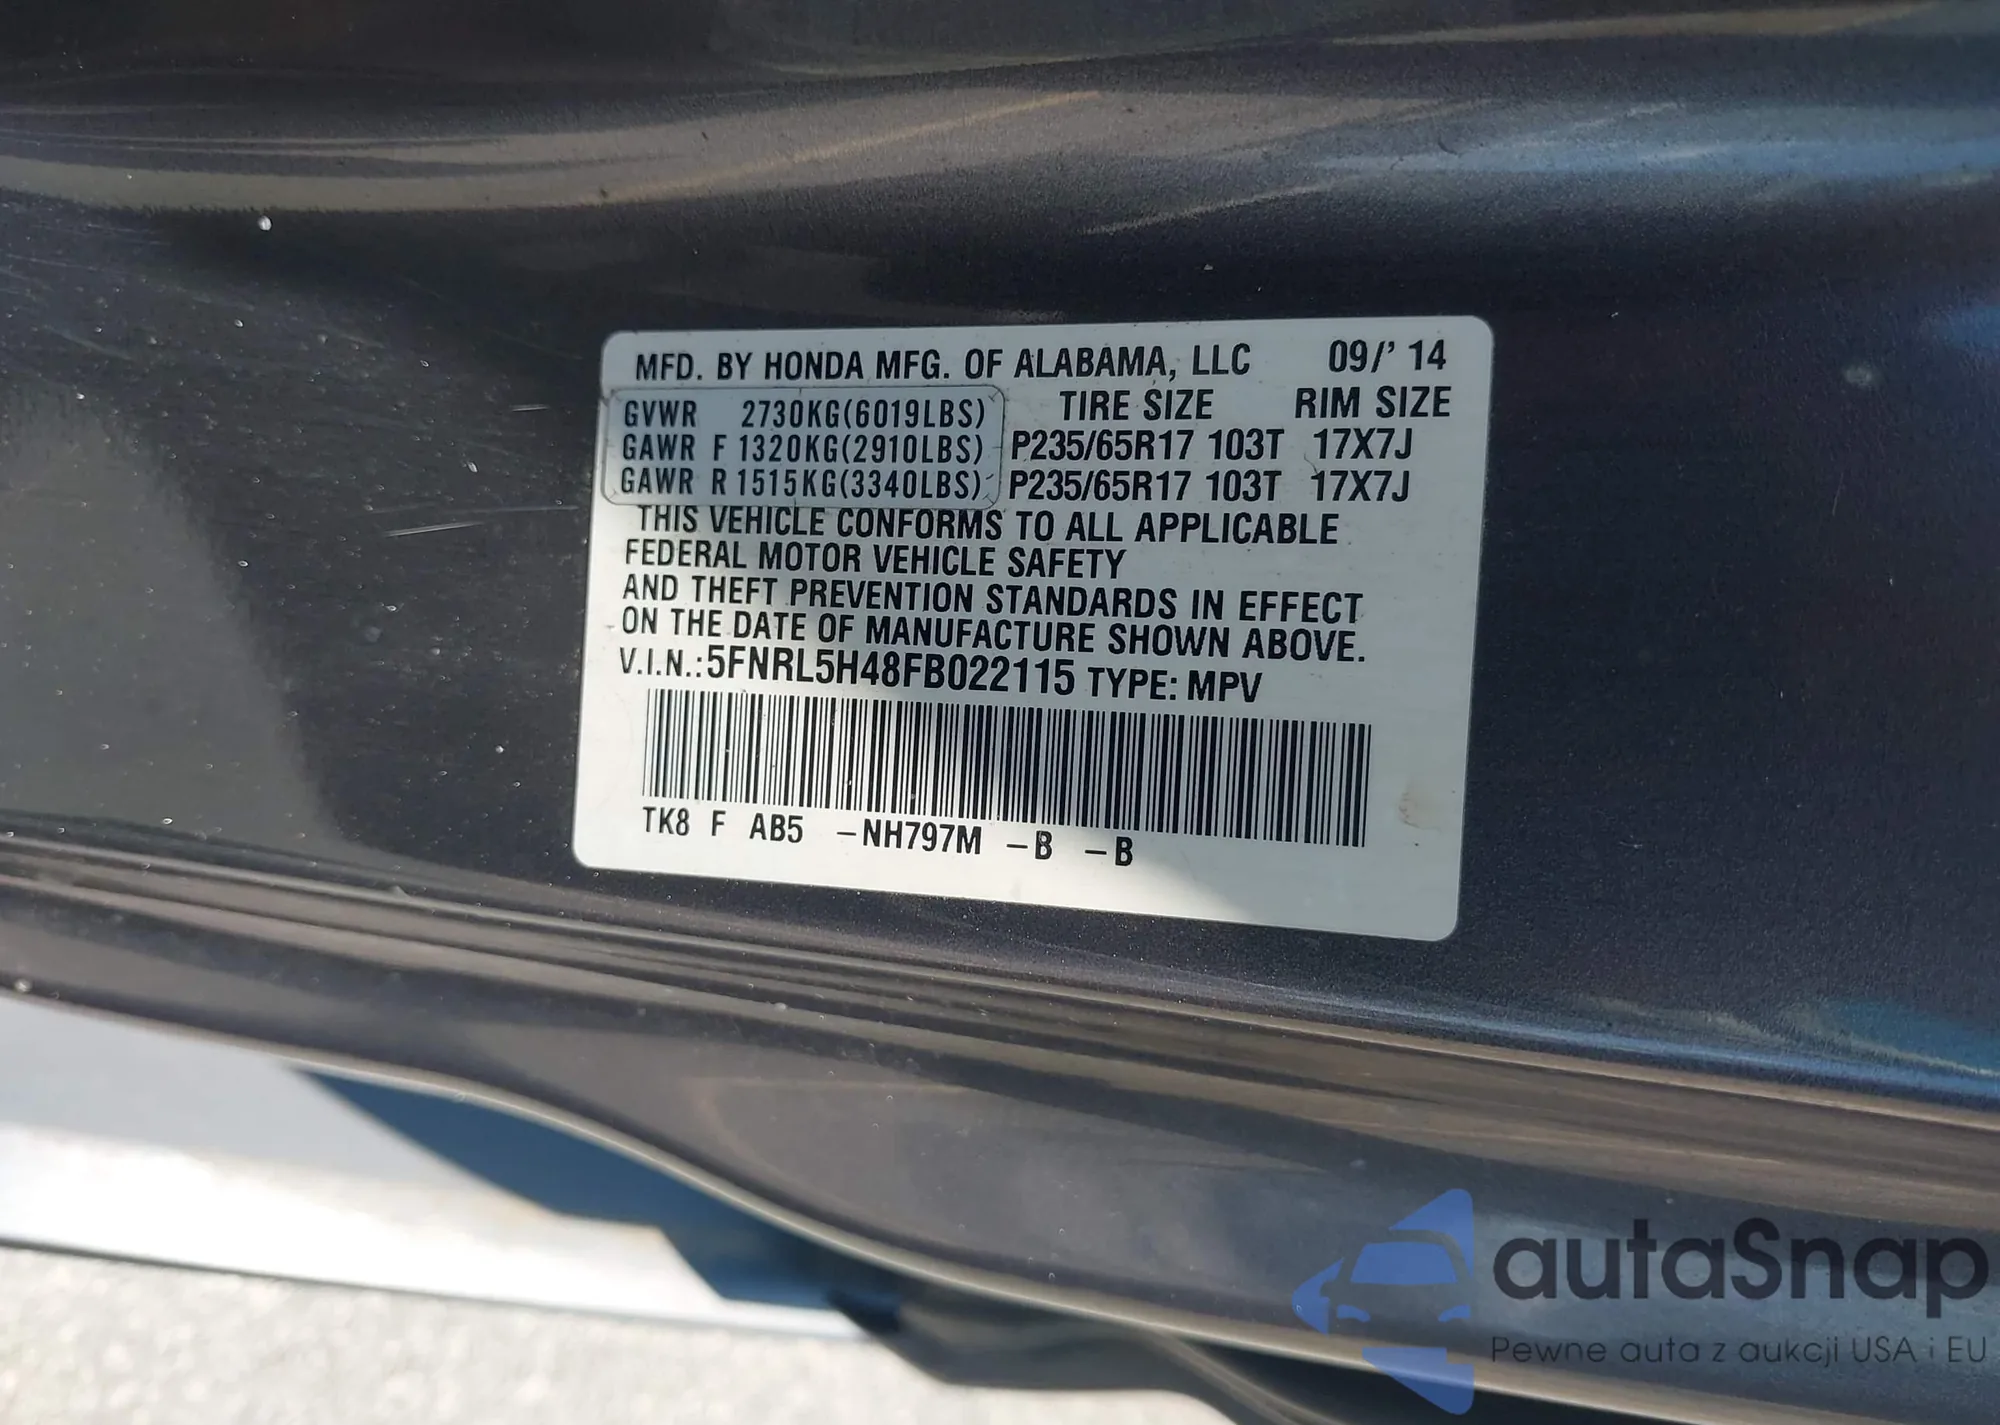 MFD. BY HONDA MFG. OF ALABAMA, LLC 09/' 14
GVWR 2730KG(6019LBS) TIRE SIZE RIM SIZE
GAWR F 1320KG(2910LBS) P235/65R17 103T 17X7J
GAWR R 1515KG(3340LBS) P235/65R17 103T 17X7J
THIS VEHICLE CONFORMS TO ALL APPLICABLE
FEDERAL MOTOR VEHICLE SAFETY
AND THEFT PREVENTION STANDARDS IN EFFECT
ON THE DATE OF MANUFACTURE SHOWN ABOVE.
V.I.N.: 5FNRL5H48FB022115 TYPE: MPV
TK8 F AB5 -NH797M -B -B
autaSnap
Pewne auta z aukcji USA i EU